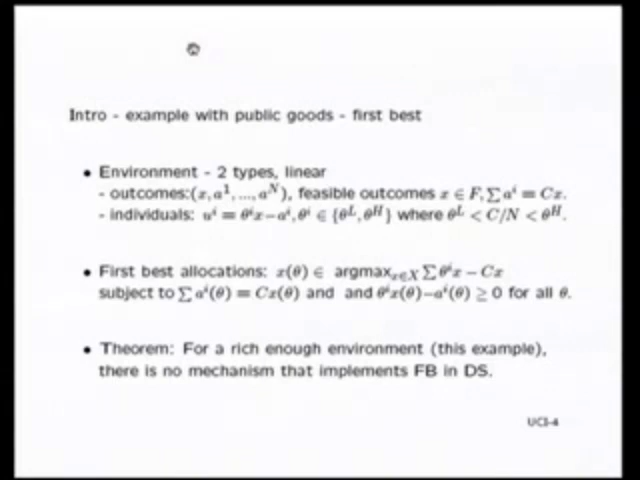 Intro - example with public goods - first best
• Environment - 2 types, linear
- outcomes:(x, a¹, ..., aᴺ), feasible outcomes x ∈ F, ∑ aⁱ = Cx.
- individuals: uⁱ = θⁱx−aⁱ, θⁱ ∈ {θᴸ, θᴴ} where θᴸ < C/N < θᴴ.
• First best allocations: x(θ) ∈ argmaxₓ∈X ∑ θⁱx − Cx
subject to ∑ aⁱ(θ) = Cx(θ) and and θⁱx(θ)−aⁱ(θ) ≥ 0 for all θ.
• Theorem: For a rich enough environment (this example),
there is no mechanism that implements FB in DS.
UCI-4